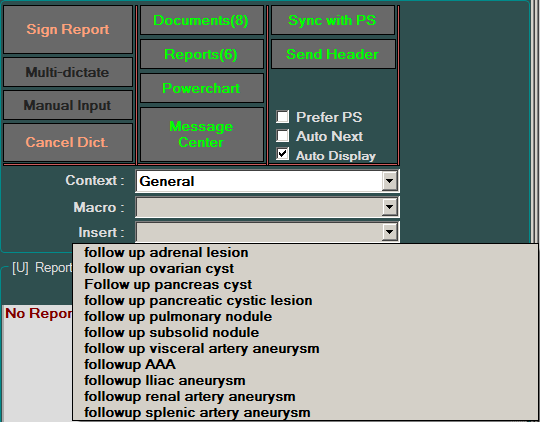 Sign Report
Documents(8)
Sync with PS
Reports(6)
Send Header
Multi-dictate
Powerchart
Manual Input
Message
Center
Prefer PS
Auto Next
Cancel Dict.
Auto Display
Context :
General
Macro :
Insert :
follow up adrenal lesion
[U] Report
follow up ovarian cyst
Follow up pancreas cyst
follow up pancreatic cystic lesion
No Repor
follow up pulmonary nodule
follow up subsolid nodule
follow up visceral artery aneurysm
followup AAA
followup Iliac aneurysm
followup renal artery aneurysm
followup splenic artery aneurysm